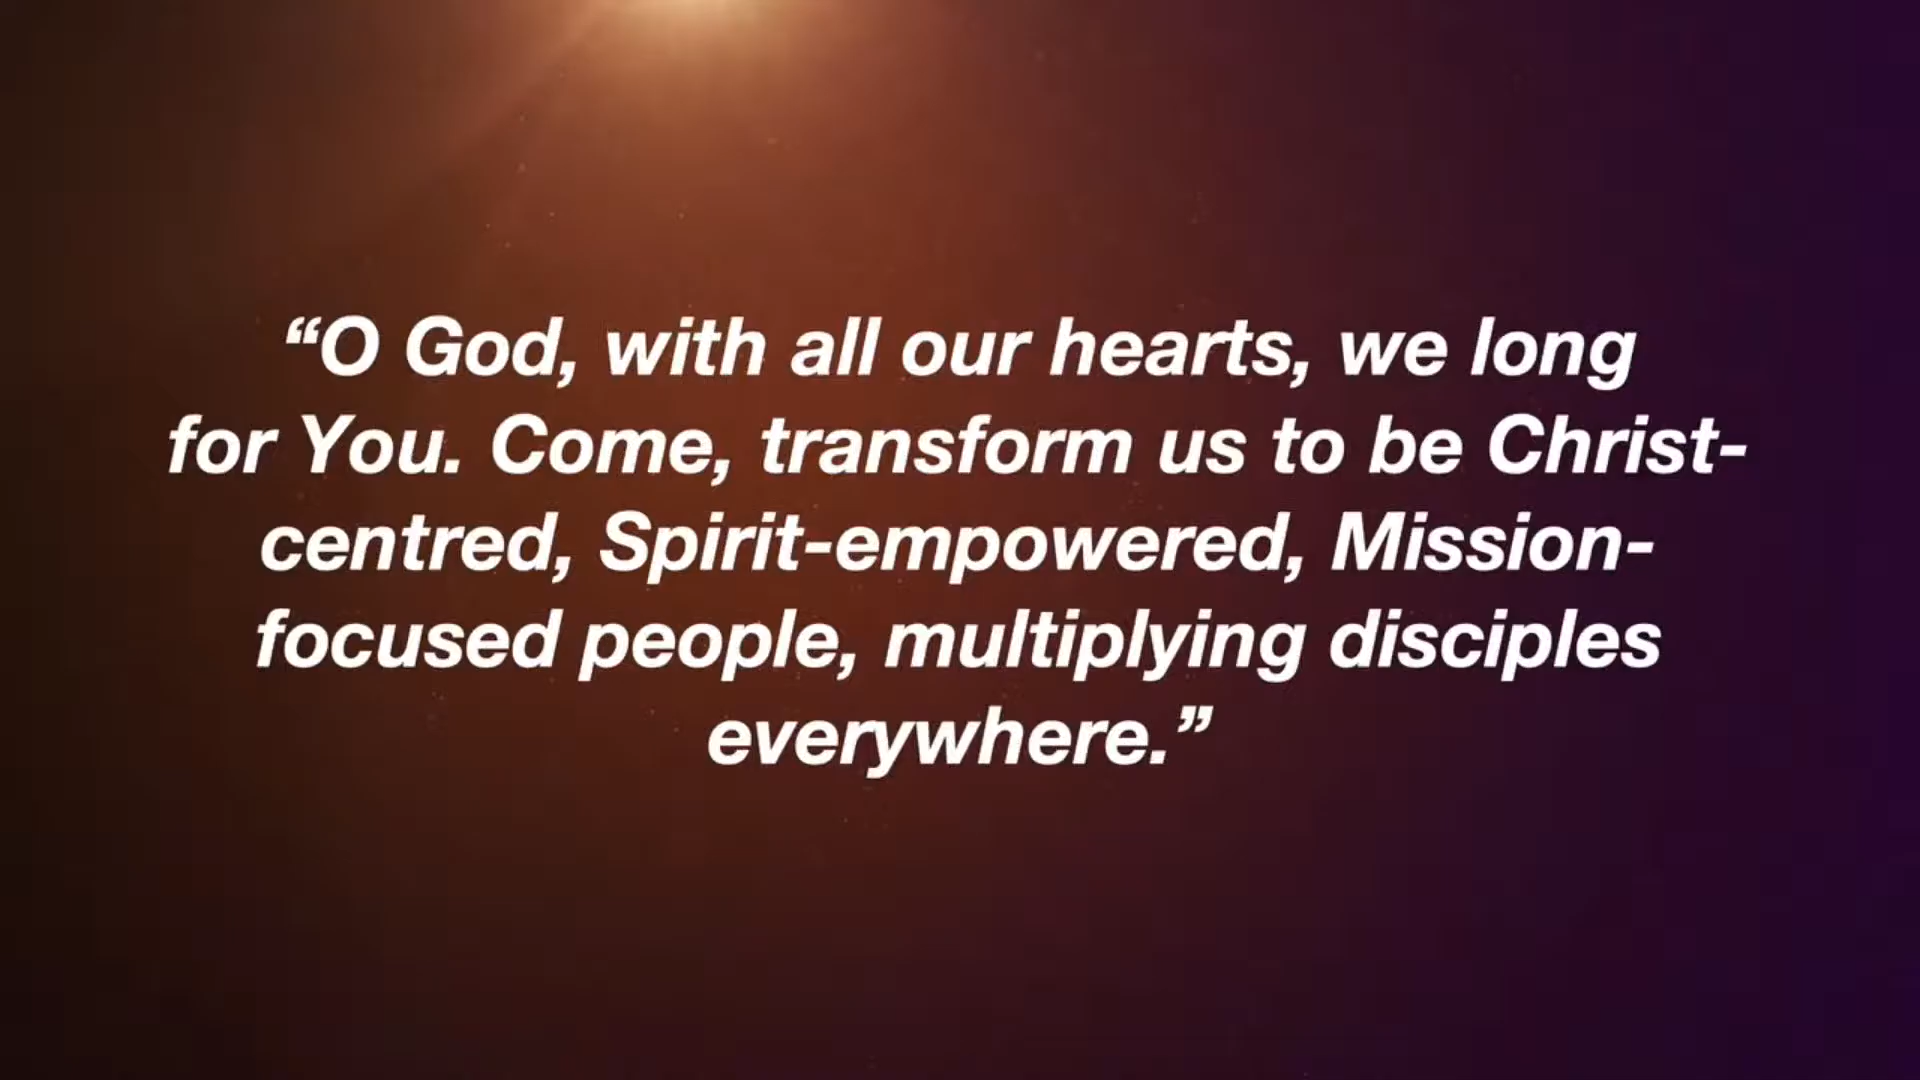 “O God, with all our hearts, we long
for You. Come, transform us to be Christ-
centred, Spirit-empowered, Mission-
focused people, multiplying disciples
everywhere.”